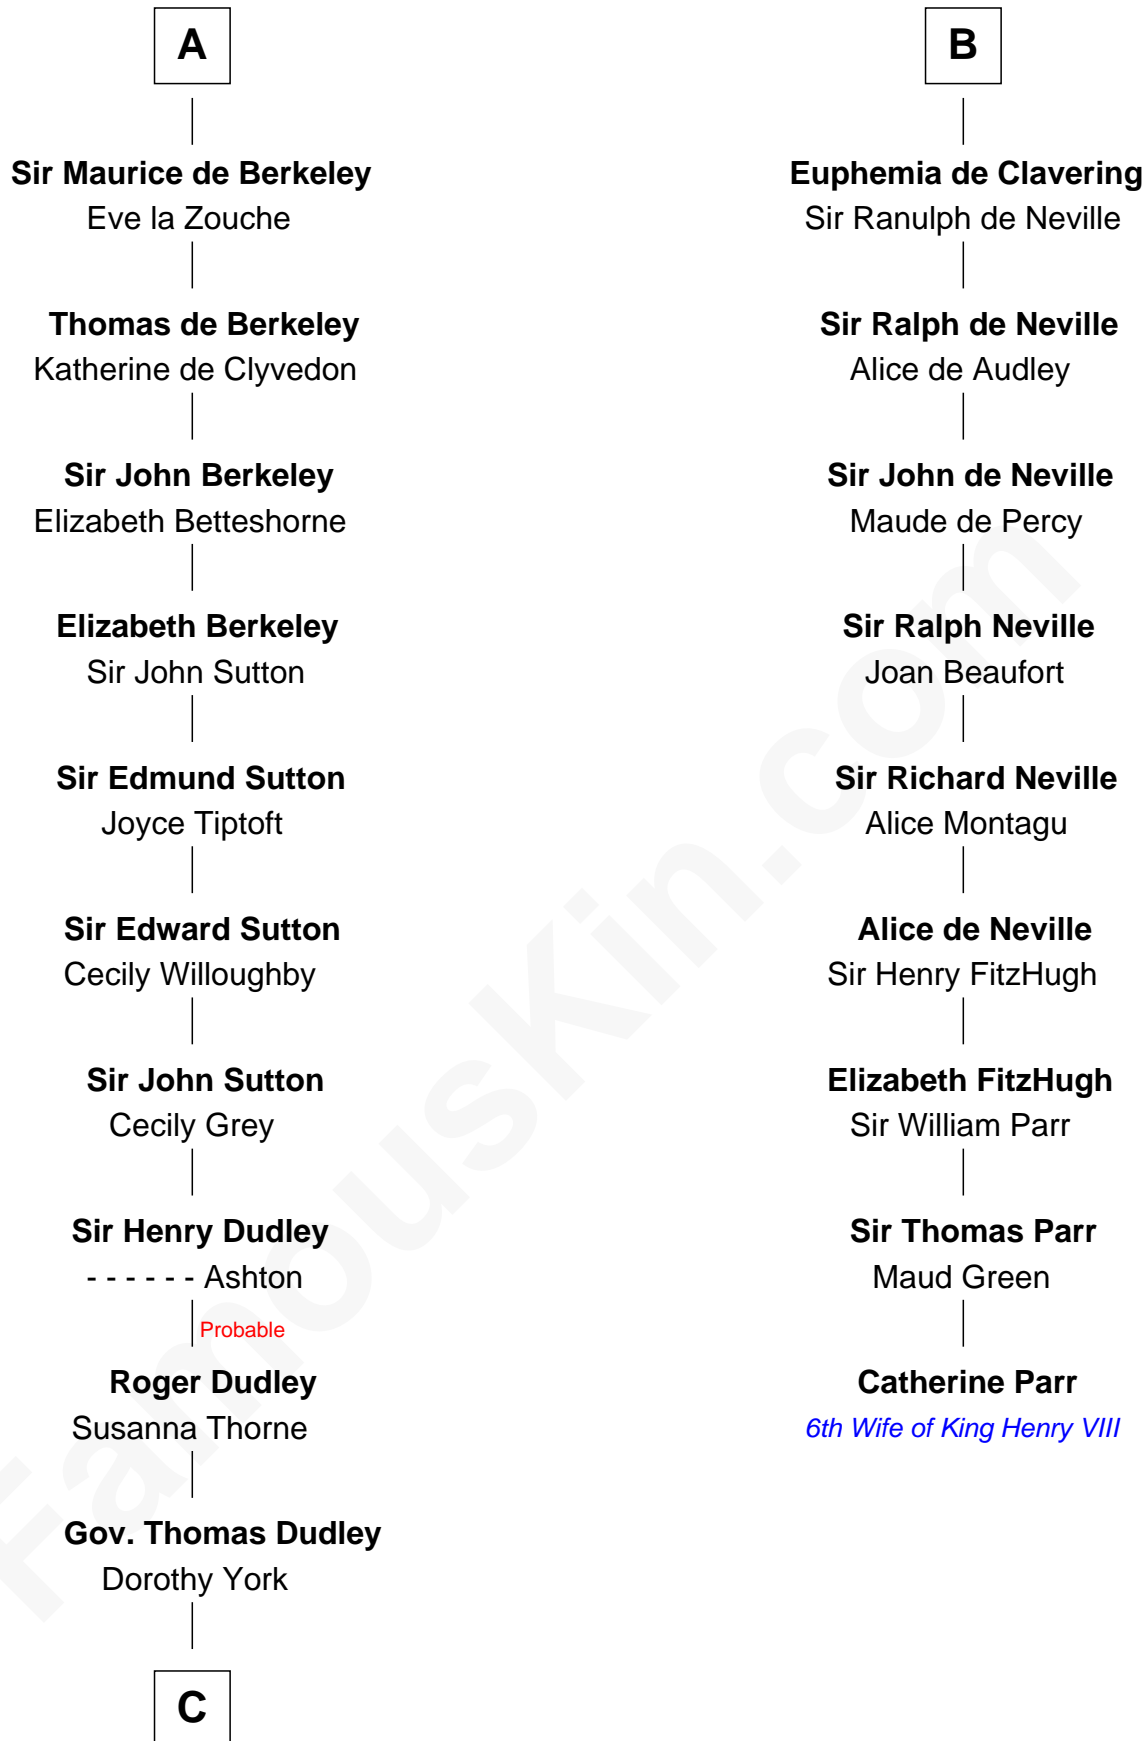 A
Sir Maurice de Berkeley
Eve la Zouche
Thomas de Berkeley
Katherine de Clyvedon
Sir John Berkeley
Elizabeth Betteshorne
Elizabeth Berkeley
Sir John Sutton
Sir Edmund Sutton
Joyce Tiptoft
Sir Edward Sutton
Cecily Willoughby
Sir John Sutton
Cecily Grey
Sir Henry Dudley
- - - - - - Ashton
Probable
Roger Dudley
Susanna Thorne
Gov. Thomas Dudley
Dorothy York
C
B
Euphemia de Clavering
Sir Ranulph de Neville
Sir Ralph de Neville
Alice de Audley
Sir John de Neville
Maude de Percy
Sir Ralph Neville
Joan Beaufort
Sir Richard Neville
Alice Montagu
Alice de Neville
Sir Henry FitzHugh
Elizabeth FitzHugh
Sir William Parr
Sir Thomas Parr
Maud Green
Catherine Parr
6th Wife of King Henry VIII
FamousKin.com